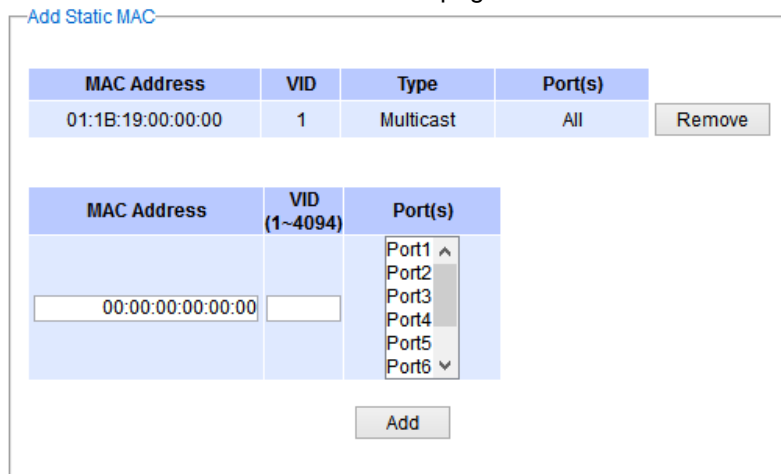 Add Static MAC
MAC Address VID Type Port(s)
01:1B:19:00:00:00 1 Multicast All Remove
MAC Address VID (1~4094) Port(s)
00:00:00:00:00:00
Port1
Port2
Port3
Port4
Port5
Port6
Add